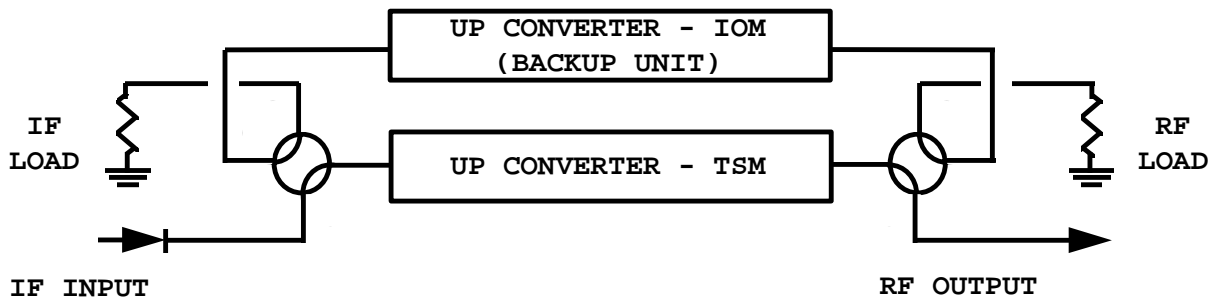 UP CONVERTER - IOM
(BACKUP UNIT)
IF
LOAD
UP CONVERTER - TSM
RF
LOAD
IF INPUT
RF OUTPUT